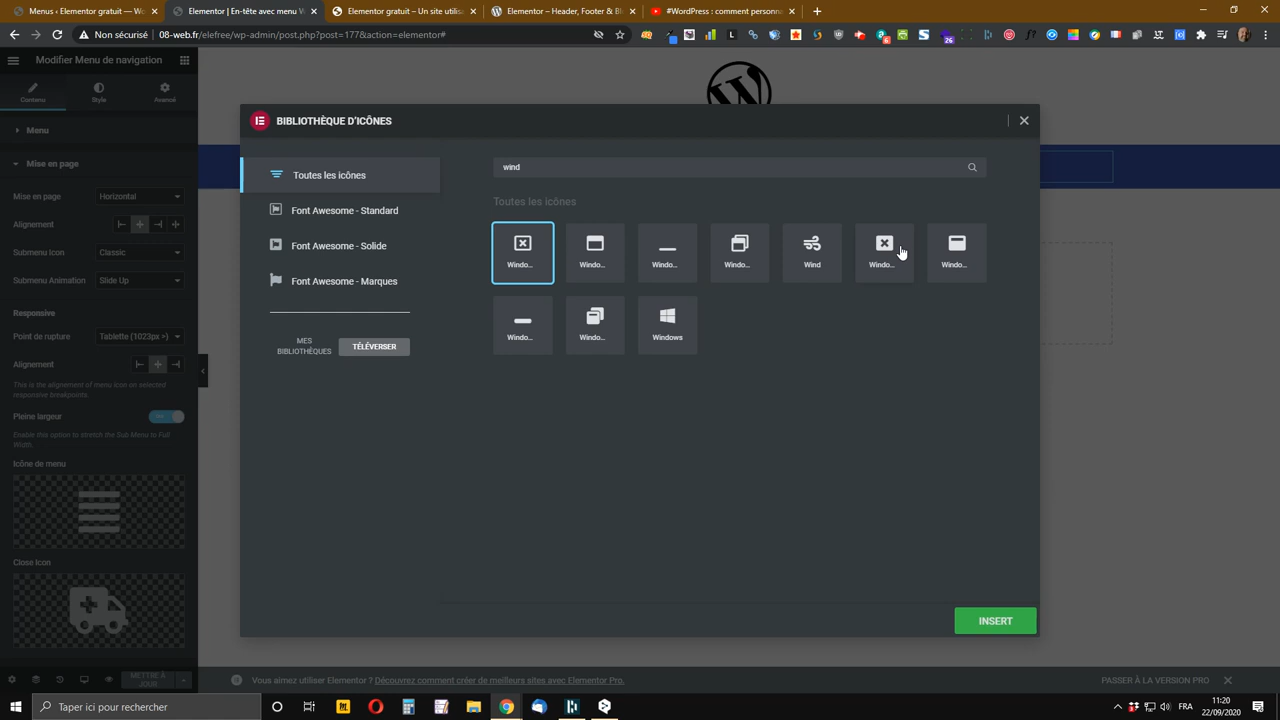 Menus ‹ Elementor gratuit — Wo
Elementor | En-tête avec menu W
Elementor gratuit – Un site utilise
Elementor – Header, Footer & Bl
#WordPress : comment personna
Non sécurisé | 08-web.fr/elefree/wp-admin/post.php?post=177&action=elementor#
Modifier Menu de navigation
Contenu
Style
Avancé
Menu
Mise en page
Mise en page
Horizontal
Alignement
Submenu Icon
Classic
Submenu Animation
Slide Up
Responsive
Point de rupture
Tablette (1023px >)
Alignement
This is the alignement of menu icon on selected
responsive breakpoints.
Pleine largeur
Enable this option to stretch the Sub Menu to Full
Width.
Icône de menu
Close Icon
METTRE À
JOUR
BIBLIOTHÈQUE D'ICÔNES
Toutes les icônes
Font Awesome - Standard
Font Awesome - Solide
Font Awesome - Marques
MES
BIBLIOTHÈQUES
TÉLÉVERSER
wind
Toutes les icônes
Windo...
Windo...
Windo...
Windo...
Wind
Windo...
Windo...
Windo...
Windo...
Windows
INSERT
Vous aimez utiliser Elementor ? Découvrez comment créer de meilleurs sites avec Elementor Pro.
PASSER À LA VERSION PRO
Taper ici pour rechercher
FRA
11:20
22/09/2020